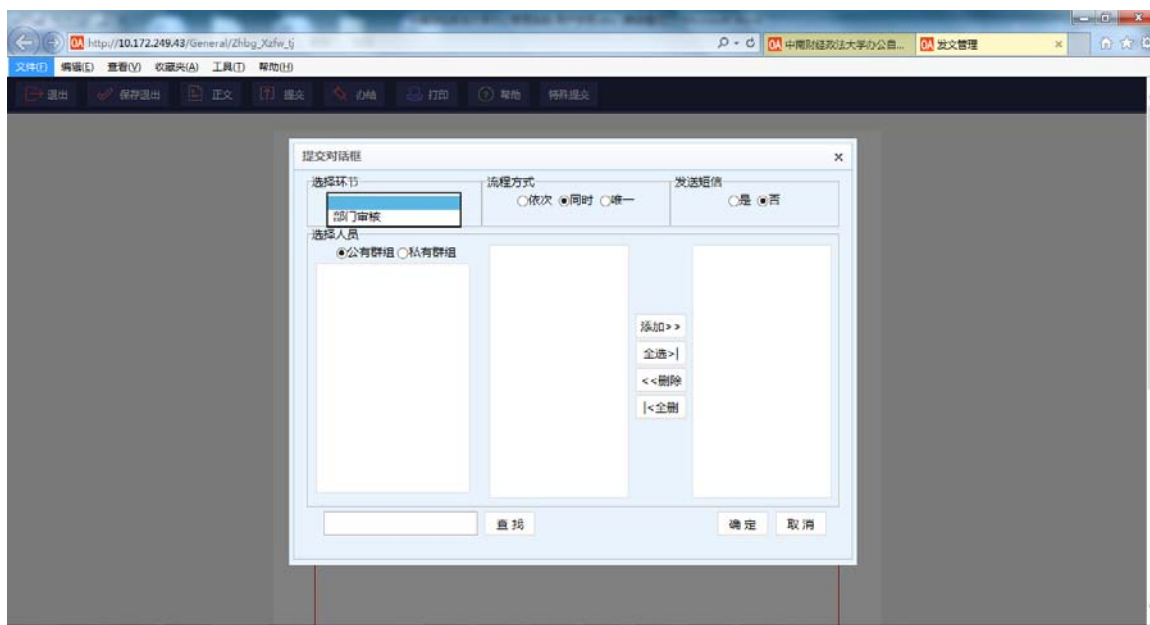 http://10.172.249.43/General/Zhbg_Xzfw_tj
OA 中南财经政法大学办公自... OA 发文管理
文件(F) 编辑(E) 查看(V) 收藏夹(A) 工具(T) 帮助(H)
退出 保存退出 正文 提交 办结 打印 帮助 特殊提交
提交对话框
选择环节 流程方式 发送短信
依次 同时 唯一 是 否
部门审核
选择人员
公有群组 私有群组
添加>>
全选>|
<<删除
|<全删
查找 确定 取消